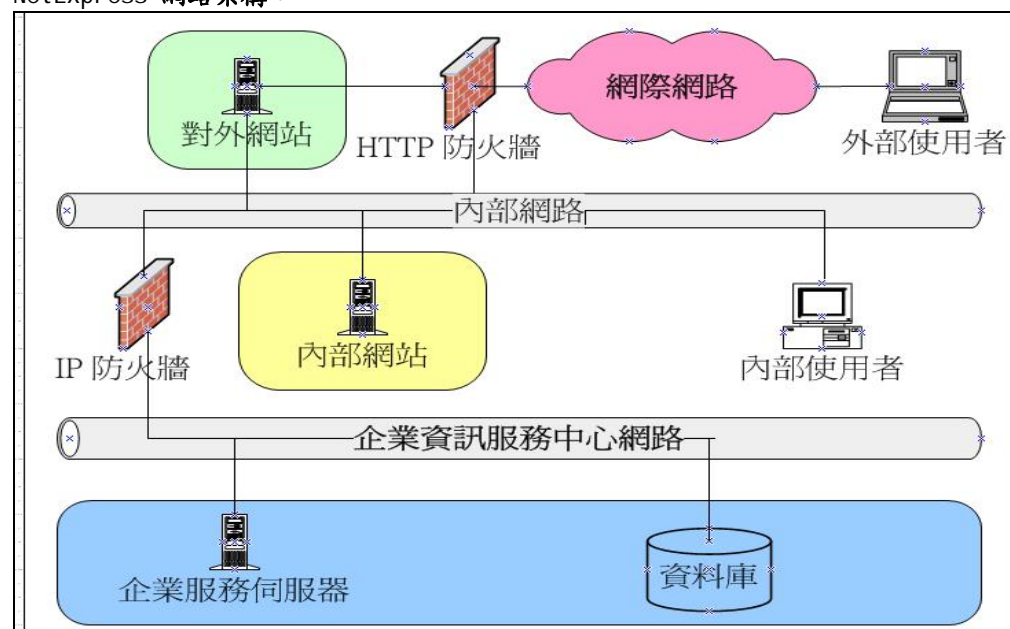 網際網路
對外網站
HTTP 防火牆
外部使用者
內部網路
IP 防火牆
內部網站
內部使用者
企業資訊服務中心網路
企業服務伺服器
資料庫